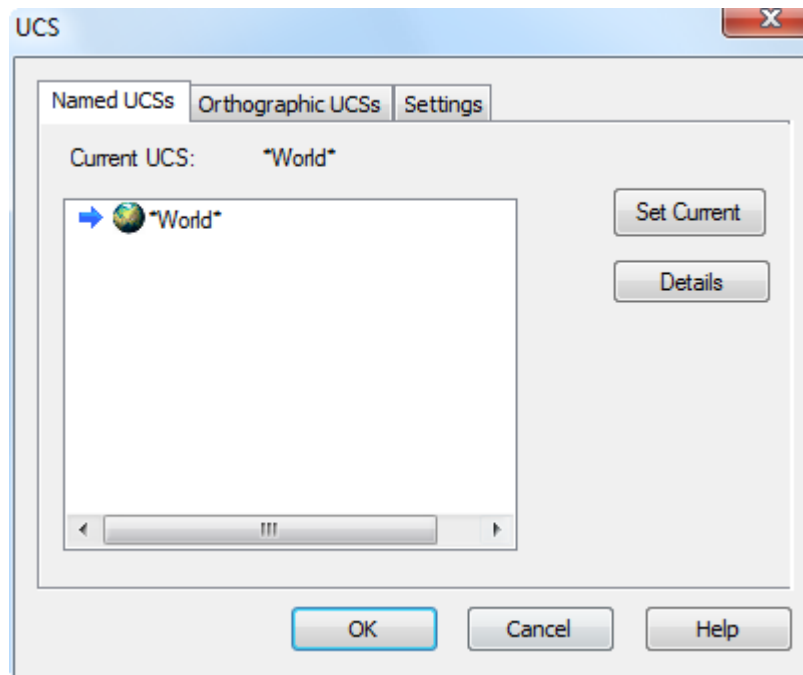 UCS
Named UCSs Orthographic UCSs Settings
Current UCS: *World*
*World*
Set Current
Details
OK Cancel Help